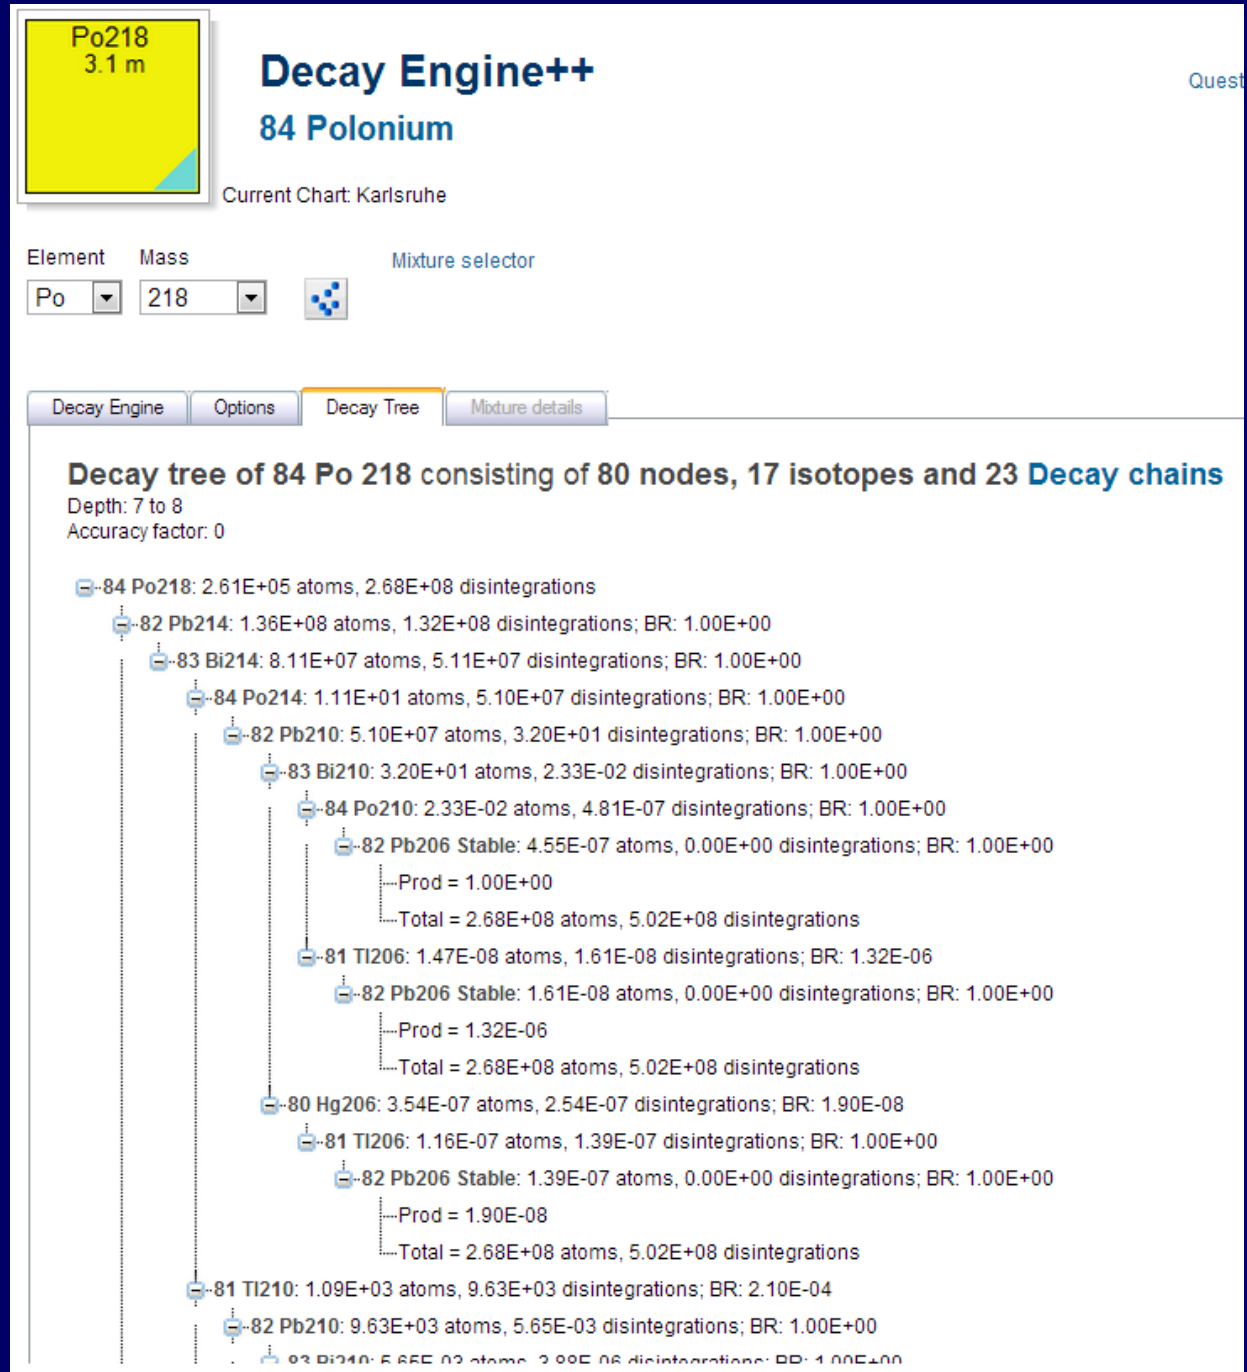 Po218
3.1 m
Decay Engine++
Quest
84 Polonium
Current Chart: Karlsruhe
Element Mass Mixture selector
Po 218
Decay Engine Options Decay Tree Mixture details
Decay tree of 84 Po 218 consisting of 80 nodes, 17 isotopes and 23 Decay chains
Depth: 7 to 8
Accuracy factor: 0
84 Po218: 2.61E+05 atoms, 2.68E+08 disintegrations
82 Pb214: 1.36E+08 atoms, 1.32E+08 disintegrations; BR: 1.00E+00
83 Bi214: 8.11E+07 atoms, 5.11E+07 disintegrations; BR: 1.00E+00
84 Po214: 1.11E+01 atoms, 5.10E+07 disintegrations; BR: 1.00E+00
82 Pb210: 5.10E+07 atoms, 3.20E+01 disintegrations; BR: 1.00E+00
83 Bi210: 3.20E+01 atoms, 2.33E-02 disintegrations; BR: 1.00E+00
84 Po210: 2.33E-02 atoms, 4.81E-07 disintegrations; BR: 1.00E+00
82 Pb206 Stable: 4.55E-07 atoms, 0.00E+00 disintegrations; BR: 1.00E+00
Prod = 1.00E+00
Total = 2.68E+08 atoms, 5.02E+08 disintegrations
81 Tl206: 1.47E-08 atoms, 1.61E-08 disintegrations; BR: 1.32E-06
82 Pb206 Stable: 1.61E-08 atoms, 0.00E+00 disintegrations; BR: 1.00E+00
Prod = 1.32E-06
Total = 2.68E+08 atoms, 5.02E+08 disintegrations
80 Hg206: 3.54E-07 atoms, 2.54E-07 disintegrations; BR: 1.90E-08
81 Tl206: 1.16E-07 atoms, 1.39E-07 disintegrations; BR: 1.00E+00
82 Pb206 Stable: 1.39E-07 atoms, 0.00E+00 disintegrations; BR: 1.00E+00
Prod = 1.90E-08
Total = 2.68E+08 atoms, 5.02E+08 disintegrations
81 Tl210: 1.09E+03 atoms, 9.63E+03 disintegrations; BR: 2.10E-04
82 Pb210: 9.63E+03 atoms, 5.65E-03 disintegrations; BR: 1.00E+00
83 Bi210: 5.65E-03 atoms, 3.88E-06 disintegrations; BR: 1.00E+00